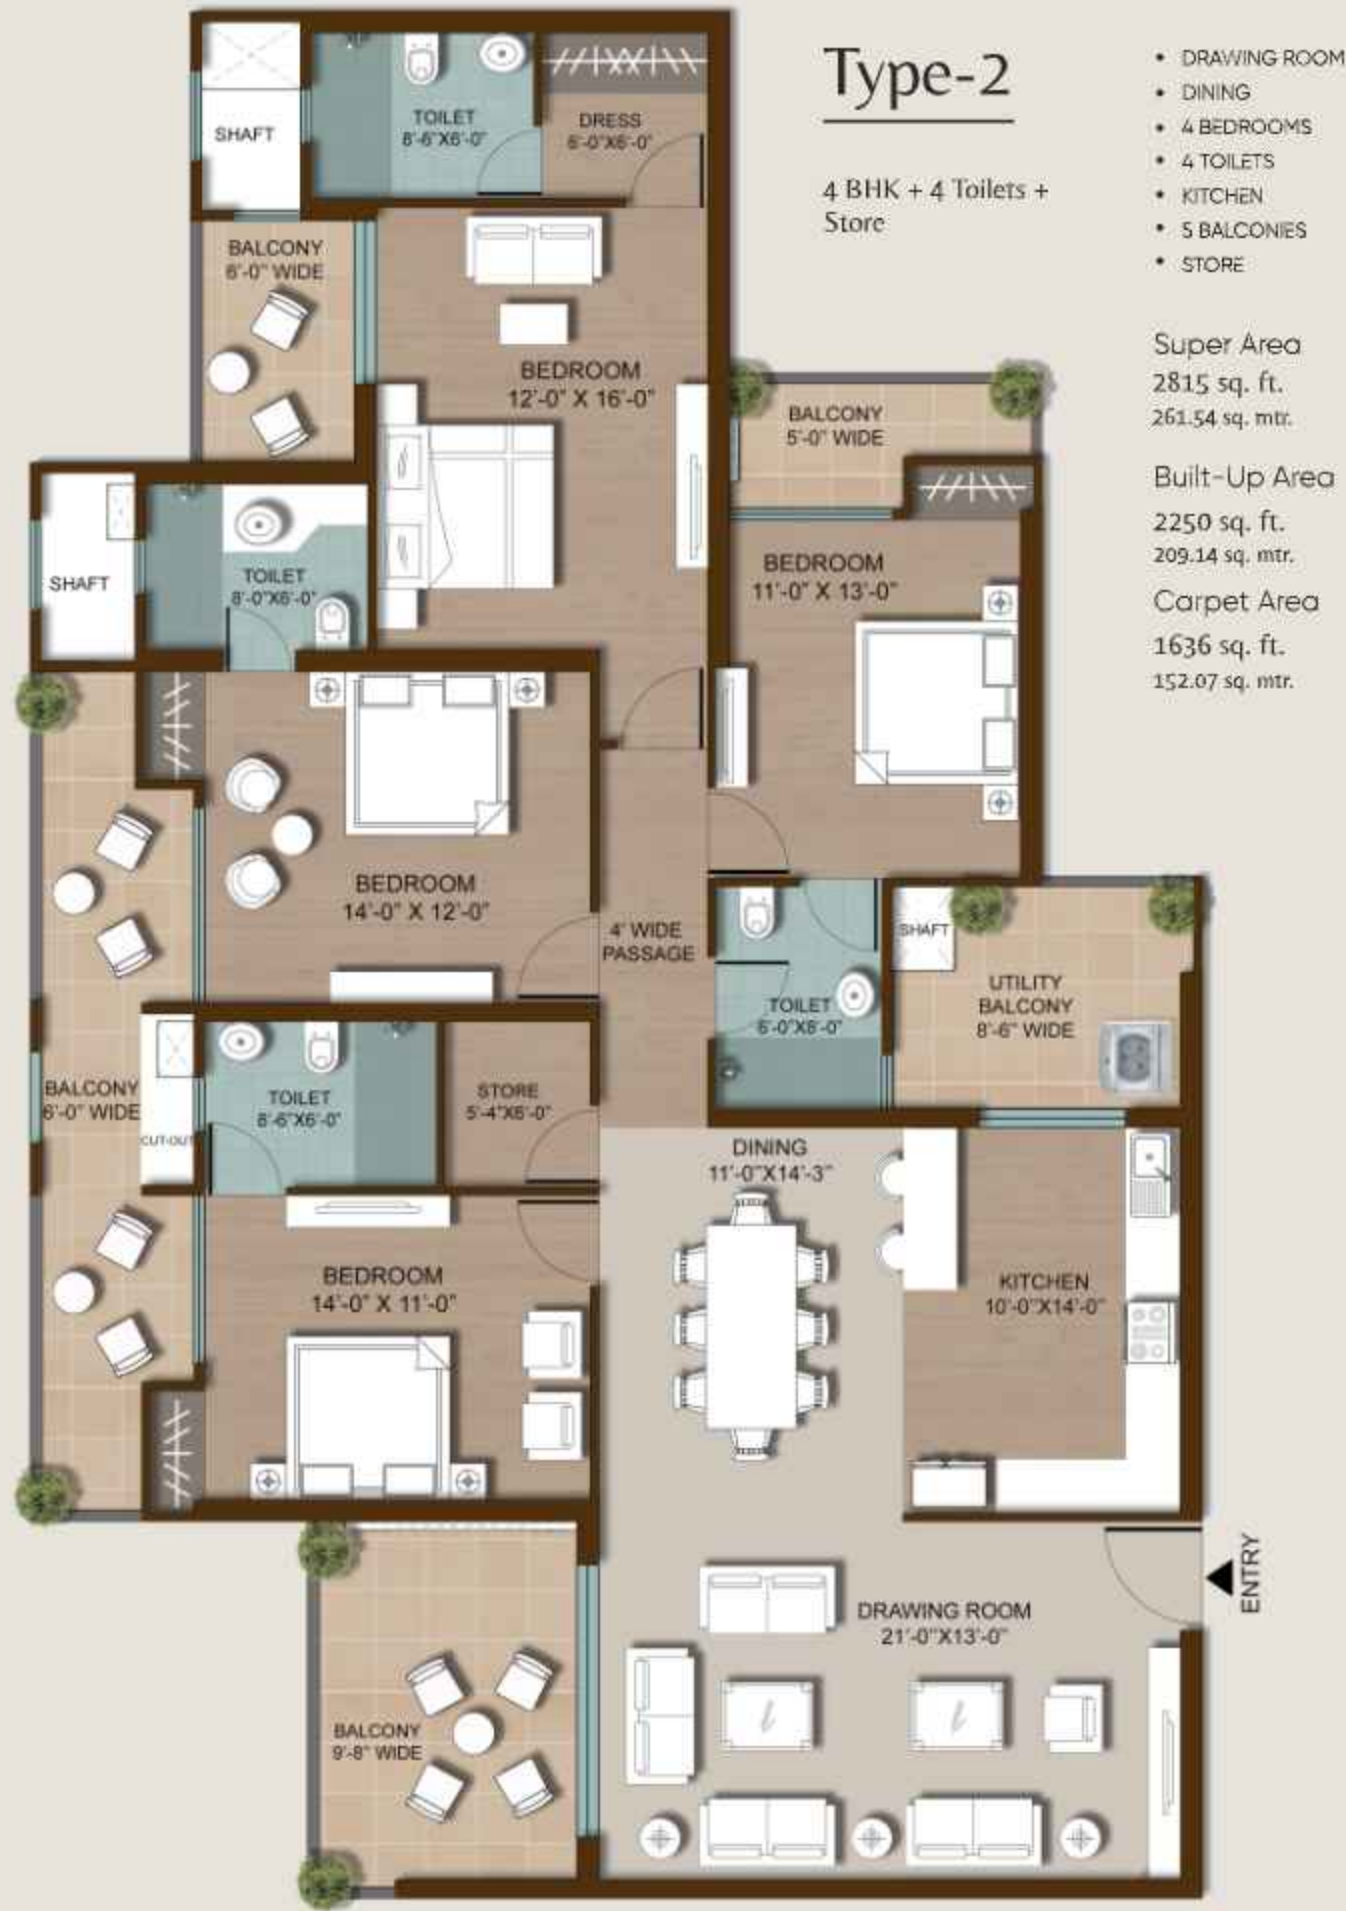 Type-2
4 BHK + 4 Toilets +
Store
• DRAWING ROOM
• DINING
• 4 BEDROOMS
• 4 TOILETS
• KITCHEN
• 5 BALCONIES
• STORE
Super Area
2815 sq. ft.
261.54 sq. mtr.
Built-Up Area
2250 sq. ft.
209.14 sq. mtr.
Carpet Area
1636 sq. ft.
152.07 sq. mtr.
SHAFT
TOILET
8'-6"X6'-0"
DRESS
6'-0"X6'-0"
BALCONY
6'-0" WIDE
BEDROOM
12'-0" X 16'-0"
BALCONY
5'-0" WIDE
SHAFT
TOILET
8'-0"X6'-0"
BEDROOM
11'-0" X 13'-0"
BEDROOM
14'-0" X 12'-0"
4' WIDE
PASSAGE
SHAFT
UTILITY
BALCONY
8'-6" WIDE
TOILET
6'-0"X8'-0"
BALCONY
6'-0" WIDE
CUT-OUT
TOILET
8'-6"X6'-0"
STORE
5'-4"X6'-0"
DINING
11'-0"X14'-3"
BEDROOM
14'-0" X 11'-0"
KITCHEN
10'-0"X14'-0"
ENTRY
DRAWING ROOM
21'-0"X13'-0"
BALCONY
9'-8" WIDE